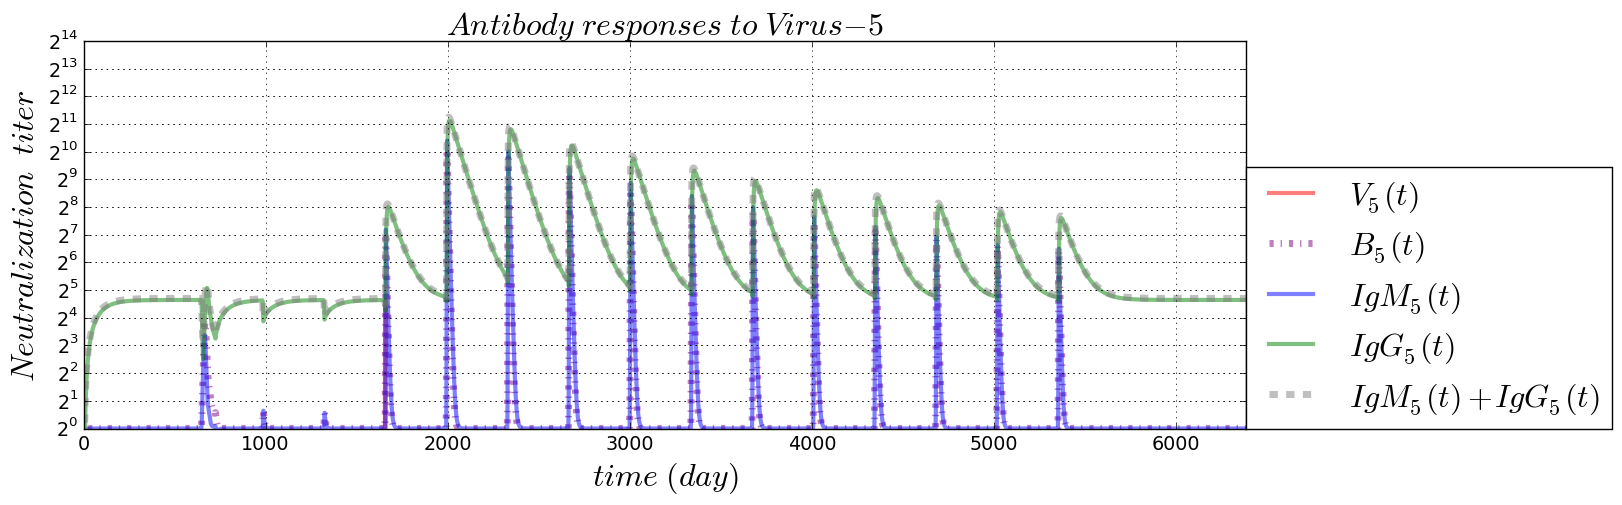 Antibody responses to Virus−5
Neutralization titer
2^14
2^13
2^12
2^11
2^10
2^9
2^8
2^7
2^6
2^5
2^4
2^3
2^2
2^1
2^0
0 1000 2000 3000 4000 5000 6000
time (day)
V_5(t)
B_5(t)
IgM_5(t)
IgG_5(t)
IgM_5(t)+IgG_5(t)